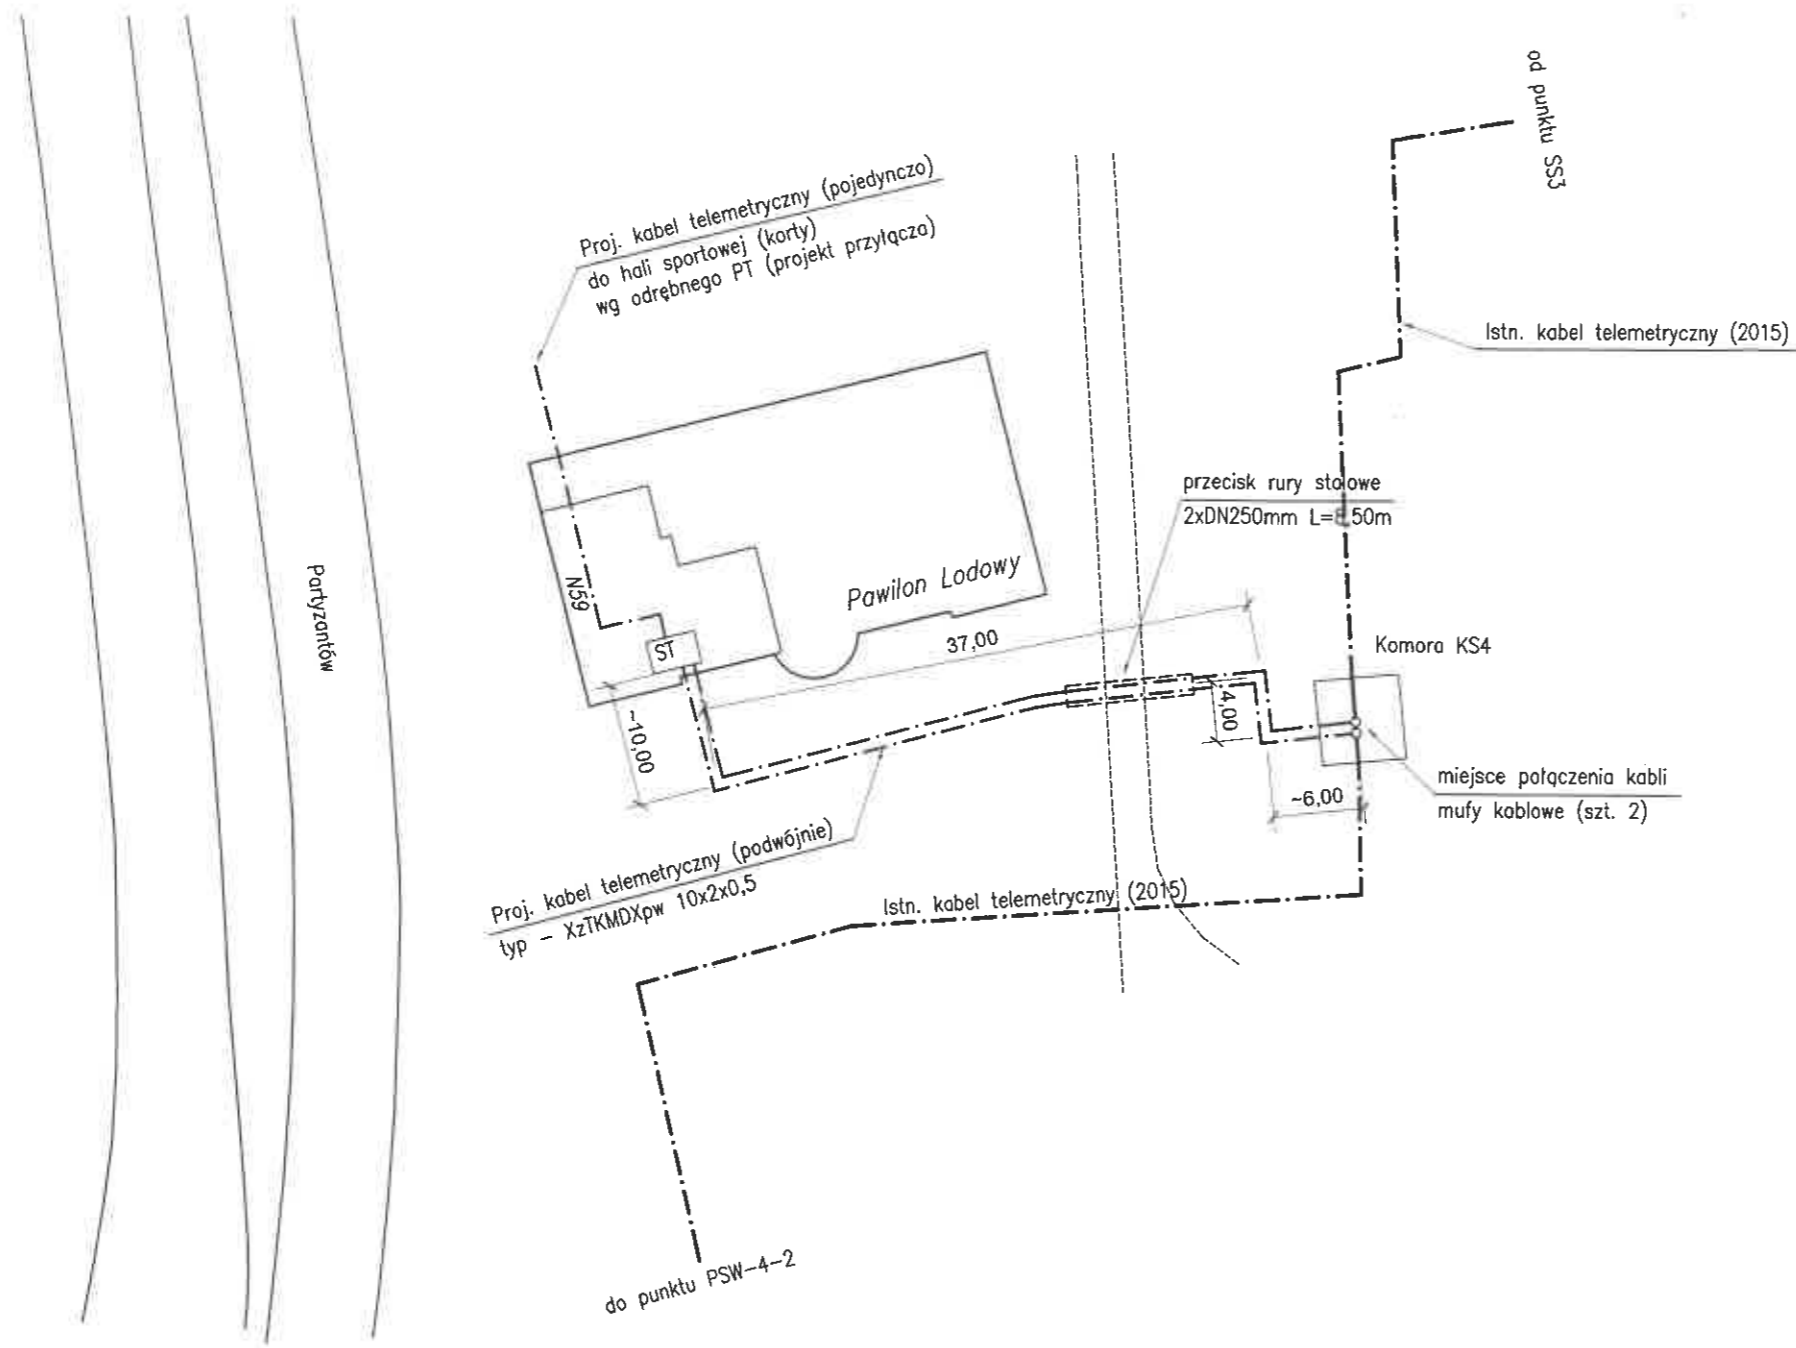 od punktu SS3
Proj. kabel telemetryczny (pojedynczo)
do hali sportowej (korty)
wg odrębnego PT (projekt przyłącza)
Istn. kabel telemetryczny (2015)
przecisk rury stalowe
2xDN250mm L=8,50m
Partyzantów
N59
Pawilon Lodowy
ST
37,00
Komora KS4
~10,00
4,00
~6,00
miejsce połączenia kabli
mufy kablowe (szt. 2)
Proj. kabel telemetryczny (podwójnie)
typ – XzTKMDXpw 10x2x0,5
Istn. kabel telemetryczny (2015)
do punktu PSW-4-2